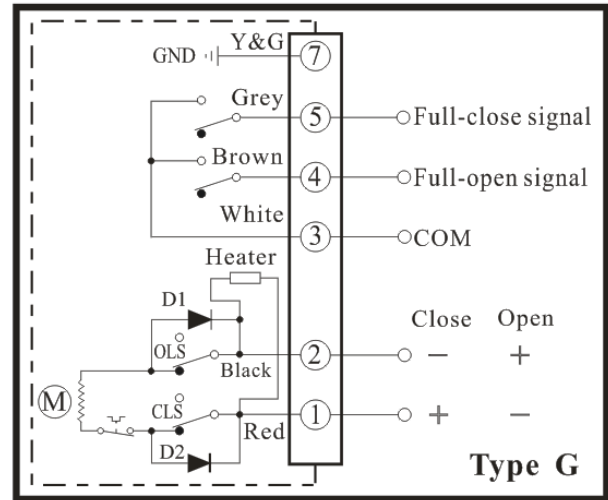 Y&G
GND
7
Grey
5
Full-close signal
Brown
4
Full-open signal
White
3
COM
Heater
D1
Close Open
OLS
2
− +
Black
M
CLS
1
+ −
Red
D2
Type G